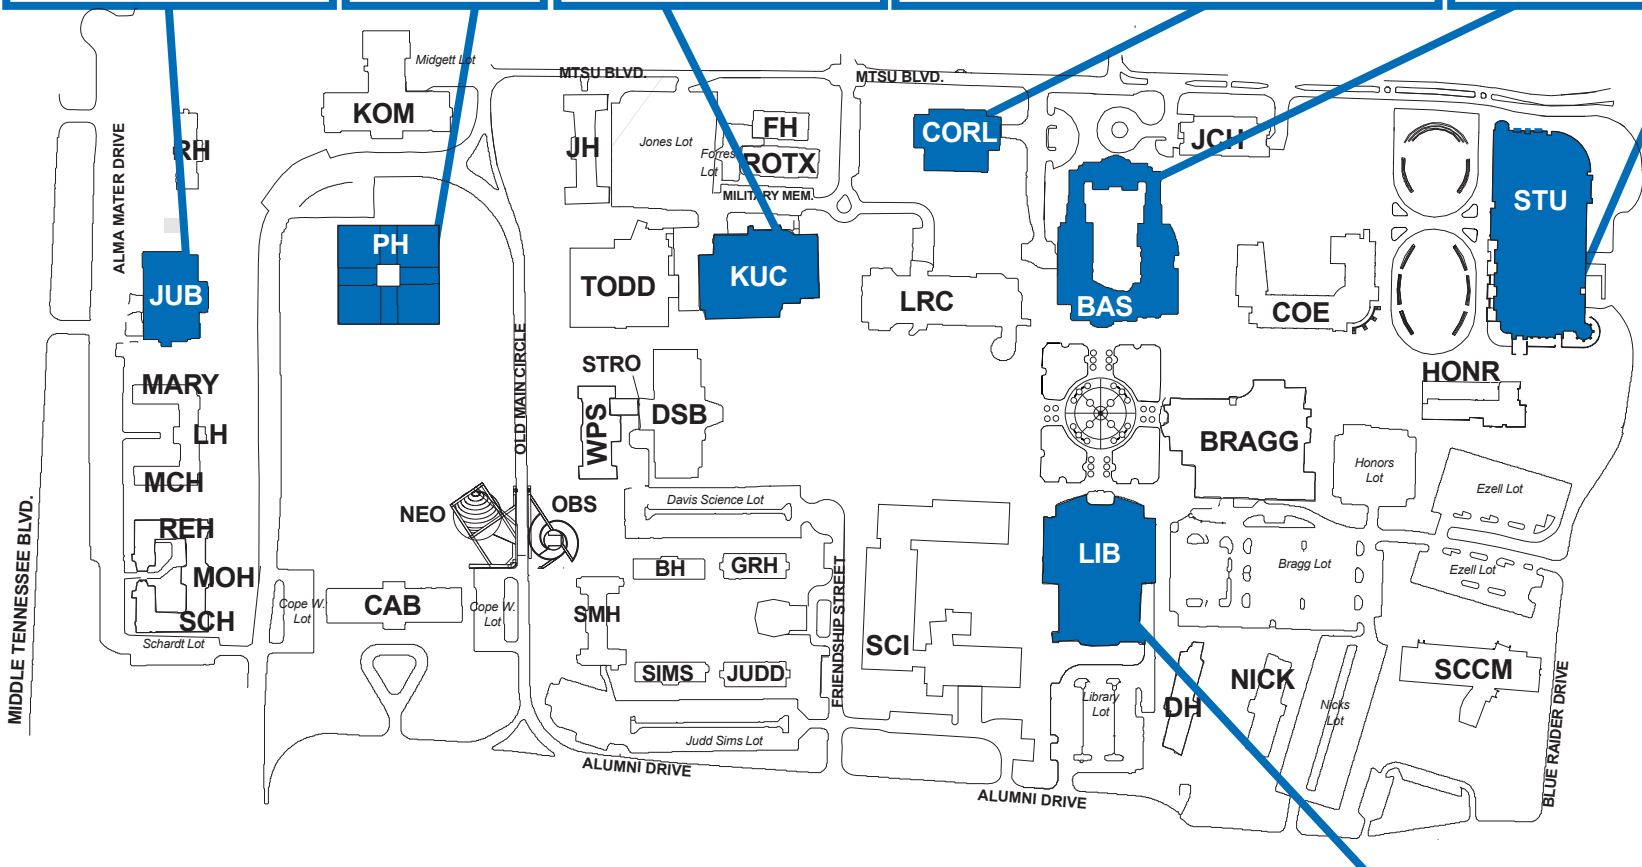 Midgett Lot
MTSU BLVD.
MTSU BLVD.
KOM
RH
JH
Jones Lot
FH
Forres
Lot
ROTX
MILITARY MEM.
CORL
JCH
STU
ALMA MATER DRIVE
PH
JUB
TODD
KUC
LRC
BAS
COE
OLD MAIN CIRCLE
STRO
HONR
MARY
LH
MCH
WPS
DSB
BRAGG
Honors
Lot
Ezell Lot
MIDDLE TENNESSEE BLVD.
NEO
OBS
Davis Science Lot
REH
MOH
SCH
Schardt Lot
Cope W.
Lot
CAB
Cope W.
Lot
BH
GRH
SMH
SIMS
JUDD
FRIENDSHIP STREET
SCI
LIB
Bragg Lot
Ezell Lot
Library
Lot
DH
NICK
Nicks
Lot
SCCM
BLUE RAIDER DRIVE
Judd Sims Lot
ALUMNI DRIVE
ALUMNI DRIVE